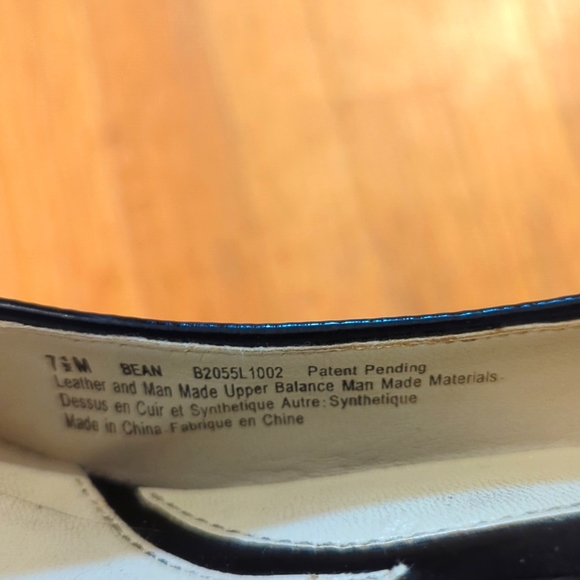 7½M BEAN B2055L1002 Patent Pending
Leather and Man Made Upper Balance Man Made Materials
Dessus en Cuir et Synthetique Autre: Synthetique
Made in China Fabrique en Chine